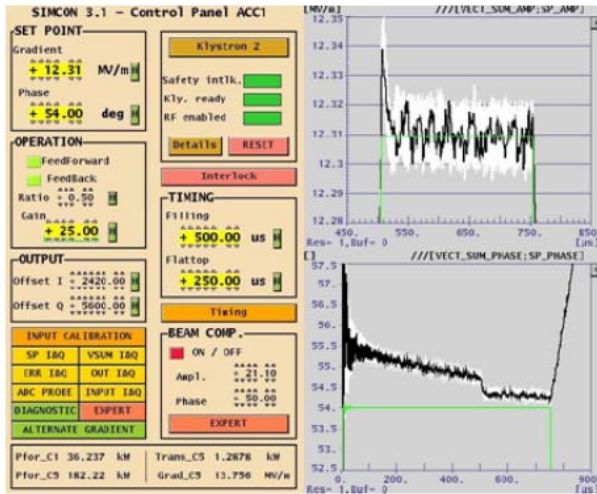 SIMCON 3.1 - Control Panel ACC1
SET POINT
Gradient
+ 12.31 MV/m H
Phase
+ 54.00 deg H
OPERATION
FeedForward
FeedBack
Ratio + 0.50 H
Gain
+ 25.00 H
OUTPUT
Offset I + 2420.00 H
Offset Q + 5600.00 H
INPUT CALIBRATION
SP I&Q VSUM I&Q
ERR I&Q OUT I&Q
ADC PROBE INPUT I&Q
DIAGNOSTIC EXPERT
ALTERNATE GRADIENT
Klystron 2
Safety intlk.
Kly. ready
RF enabled
Details RESET
Interlock
TIMING
Filling
+ 500.00 us H
Flattop
+ 250.00 us H
Timing
BEAM COMP.
ON / OFF
Ampl. + 21.10
Phase + 50.00
EXPERT
Pfor_C1 36.237 kW Trans_C5 1.2878 kW
Pfor_C5 182.22 kW Grad_C5 13.756 MV/m
[MV/m] ///[VECT_SUM_AMP;SP_AMP]
12.35
12.34
12.33
12.32
12.31
12.3
12.29
12.28
450. 550. 650. 750. 850
Res= 1,Buf= 0 [us]
[] ///[VECT_SUM_PHASE;SP_PHASE]
57.5
56.5
56.
55.5
55.
54.5
54.
53.5
53.
52.5
0. 200. 400. 600. 900.
Res= 1,Buf= 0 [us]